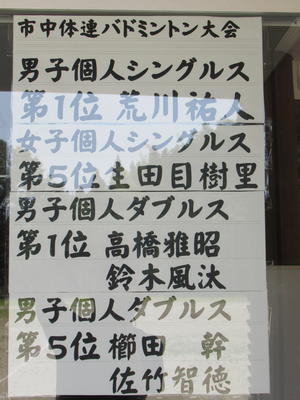 市中体連バドミントン大会
男子個人シングルス
第1位 荒川祐人
女子個人シングルス
第5位 生田目樹里
男子個人ダブルス
第1位 高橋雅昭
鈴木風汰
男子個人ダブルス
第5位 櫛田 幹
佐竹智徳